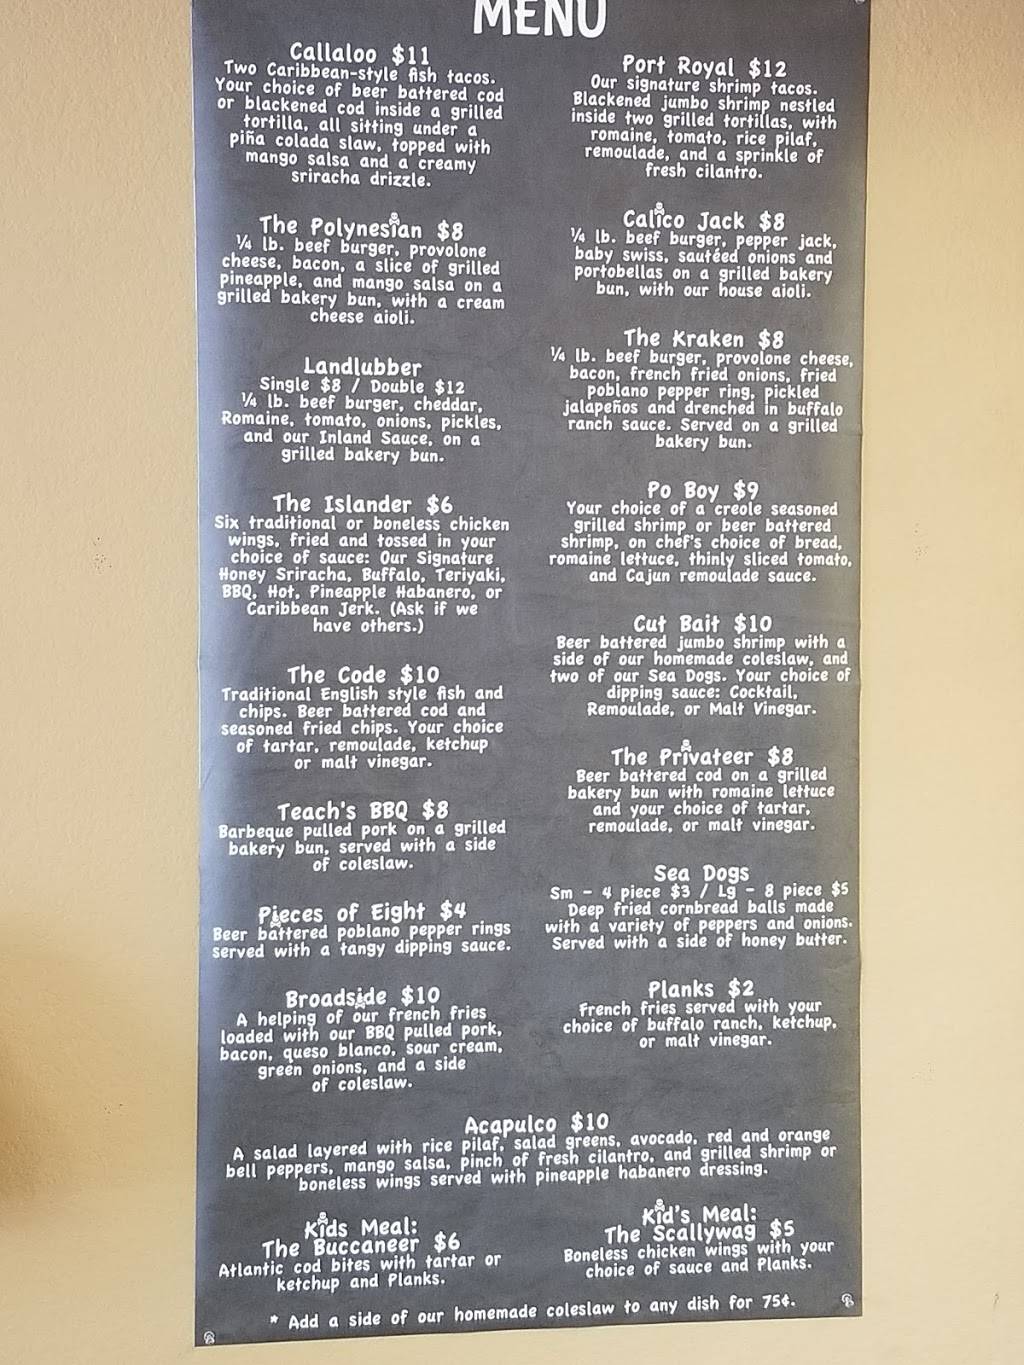 MENU
Callaloo $11
Two Caribbean-style fish tacos.
Your choice of beer battered cod
or blackened cod inside a grilled
tortilla, all sitting under a
piña colada slaw, topped with
mango salsa and a creamy
sriracha drizzle.
The Polynesian $8
¼ lb. beef burger, provolone
cheese, bacon, a slice of grilled
pineapple, and mango salsa on a
grilled bakery bun, with a cream
cheese aioli.
Landlubber
Single $8 / Double $12
¼ lb. beef burger, cheddar,
Romaine, tomato, onions, pickles,
and our Inland Sauce, on a
grilled bakery bun.
The Islander $6
Six traditional or boneless chicken
wings, fried and tossed in your
choice of sauce: Our Signature
Honey Sriracha, Buffalo, Teriyaki,
BBQ, Hot, Pineapple Habanero, or
Caribbean Jerk. (Ask if we
have others.)
The Code $10
Traditional English style fish and
chips. Beer battered cod and
seasoned fried chips. Your choice
of tartar, remoulade, ketchup
or malt vinegar.
Teach's BBQ $8
Barbeque pulled pork on a grilled
bakery bun, served with a side
of coleslaw.
Pieces of Eight $4
Beer battered poblano pepper rings
served with a tangy dipping sauce.
Broadside $10
A helping of our french fries
loaded with our BBQ pulled pork,
bacon, queso blanco, sour cream,
green onions, and a side
of coleslaw.
Port Royal $12
Our signature shrimp tacos.
Blackened jumbo shrimp nestled
inside two grilled tortillas, with
romaine, tomato, rice pilaf,
remoulade, and a sprinkle of
fresh cilantro.
Calico Jack $8
¼ lb. beef burger, pepper jack,
baby swiss, sautéed onions and
portobellas on a grilled bakery
bun, with our house aioli.
The Kraken $8
¼ lb. beef burger, provolone cheese,
bacon, french fried onions, fried
poblano pepper ring, pickled
jalapeños and drenched in buffalo
ranch sauce. Served on a grilled
bakery bun.
Po Boy $9
Your choice of a creole seasoned
grilled shrimp or beer battered
shrimp, on chef's choice of bread,
romaine lettuce, thinly sliced tomato,
and Cajun remoulade sauce.
Cut Bait $10
Beer battered jumbo shrimp with a
side of our homemade coleslaw, and
two of our Sea Dogs. Your choice of
dipping sauce: Cocktail,
Remoulade, or Malt Vinegar.
The Privateer $8
Beer battered cod on a grilled
bakery bun with romaine lettuce
and your choice of tartar,
remoulade, or malt vinegar.
Sea Dogs
Sm - 4 piece $3 / Lg - 8 piece $5
Deep fried cornbread balls made
with a variety of peppers and onions.
Served with a side of honey butter.
Planks $2
French fries served with your
choice of buffalo ranch, ketchup,
or malt vinegar.
Acapulco $10
A salad layered with rice pilaf, salad greens, avocado, red and orange
bell peppers, mango salsa, pinch of fresh cilantro, and grilled shrimp or
boneless wings served with pineapple habanero dressing.
Kids Meal:
The Buccaneer $6
Atlantic cod bites with tartar or
ketchup and Planks.
Kid's Meal:
The Scallywag $5
Boneless chicken wings with your
choice of sauce and Planks.
* Add a side of our homemade coleslaw to any dish for 75¢.